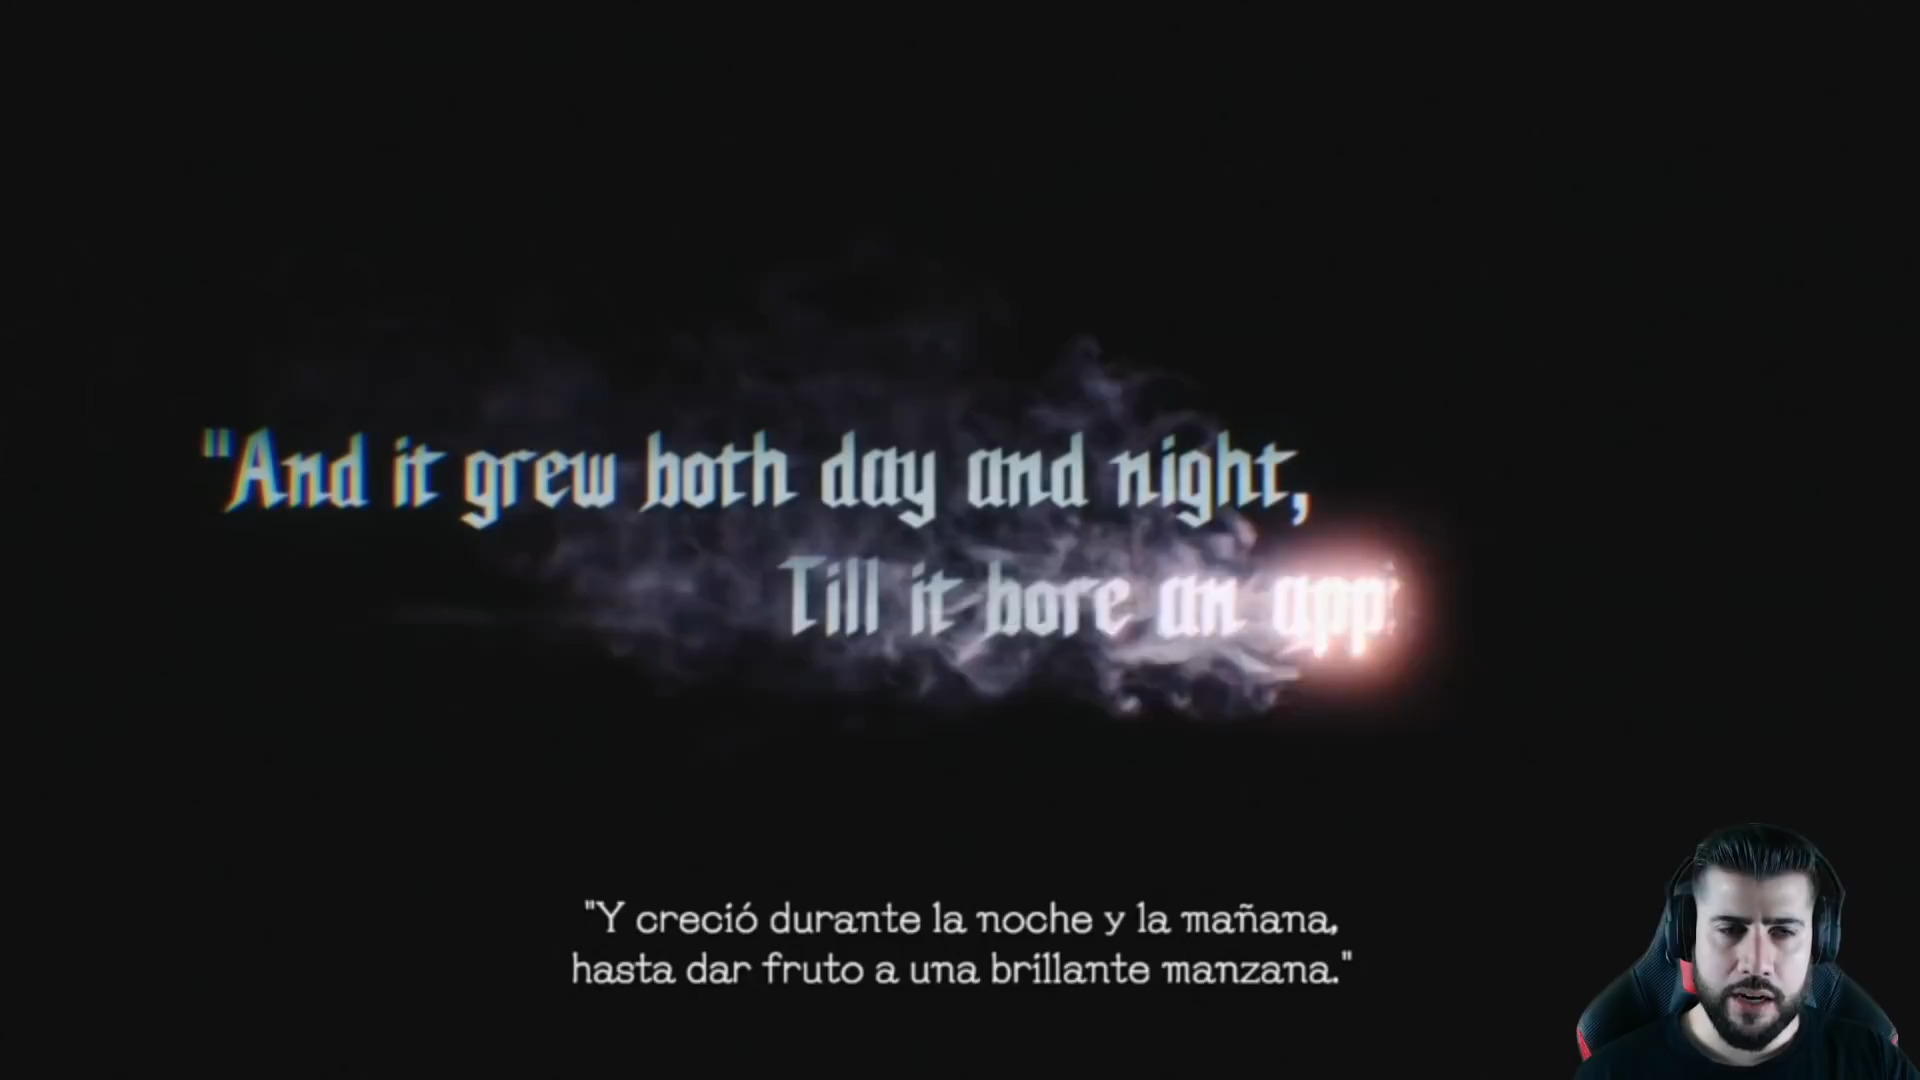 "And it grew both day and night,
Till it bore an app
"Y creció durante la noche y la mañana,
hasta dar fruto a una brillante manzana."